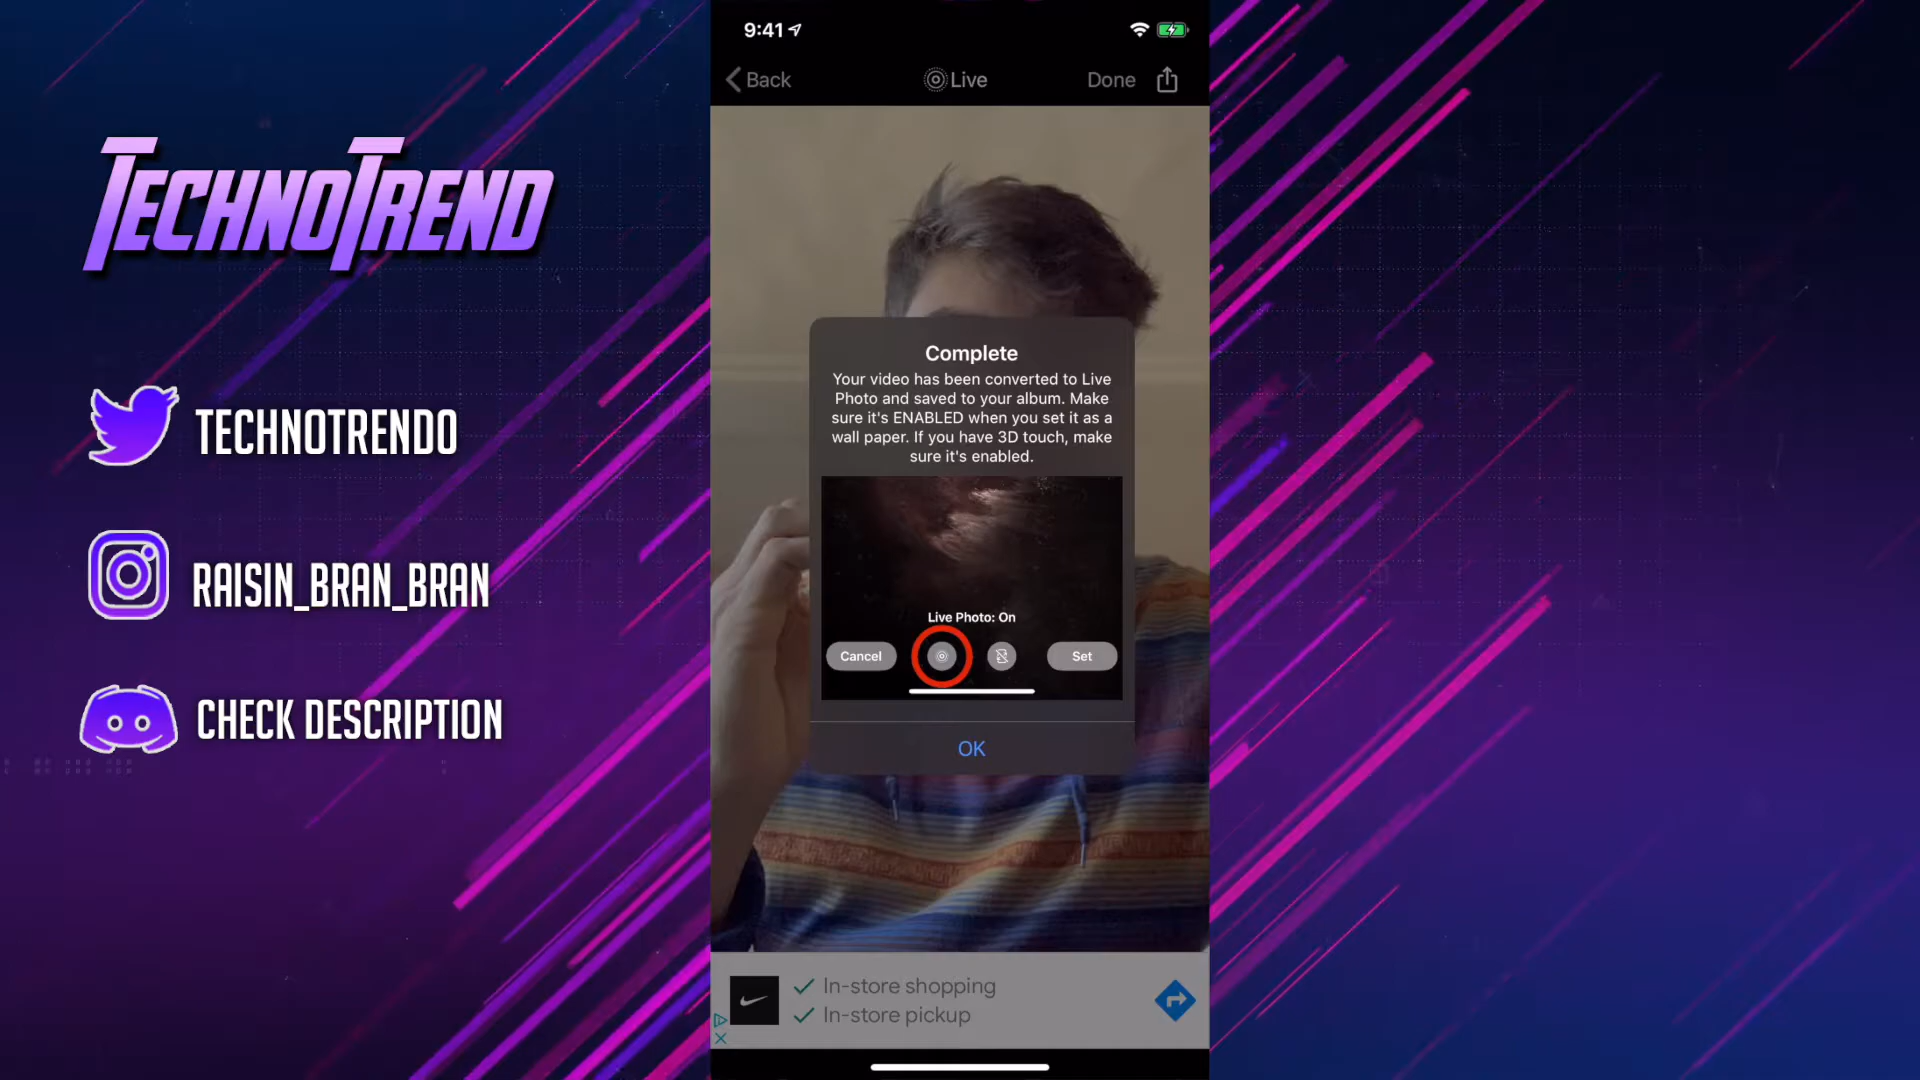 TECHNOTREND
TECHNOTRENDO
RAISIN_BRAN_BRAN
CHECK DESCRIPTION
9:41
Back
Live
Done
Complete
Your video has been converted to Live
Photo and saved to your album. Make
sure it's ENABLED when you set it as a
wall paper. If you have 3D touch, make
sure it's enabled.
Live Photo: On
Cancel
Set
OK
In-store shopping
In-store pickup